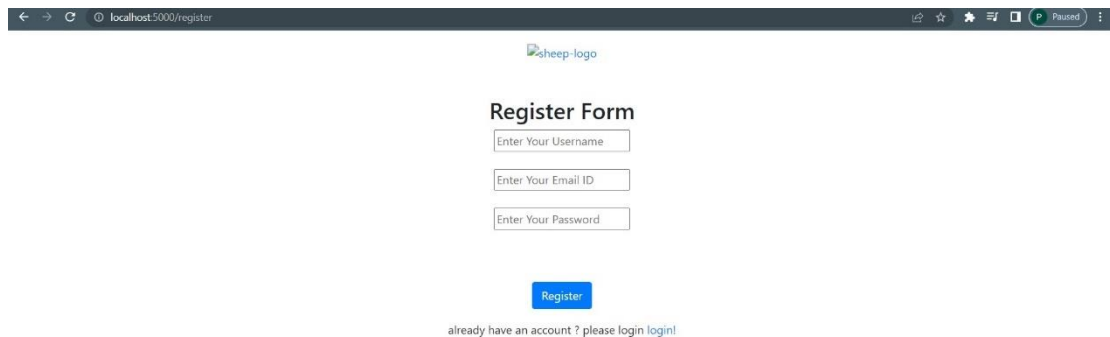 localhost:5000/register
P Paused
sheep-logo
Register Form
Enter Your Username
Enter Your Email ID
Enter Your Password
Register
already have an account ? please login login!